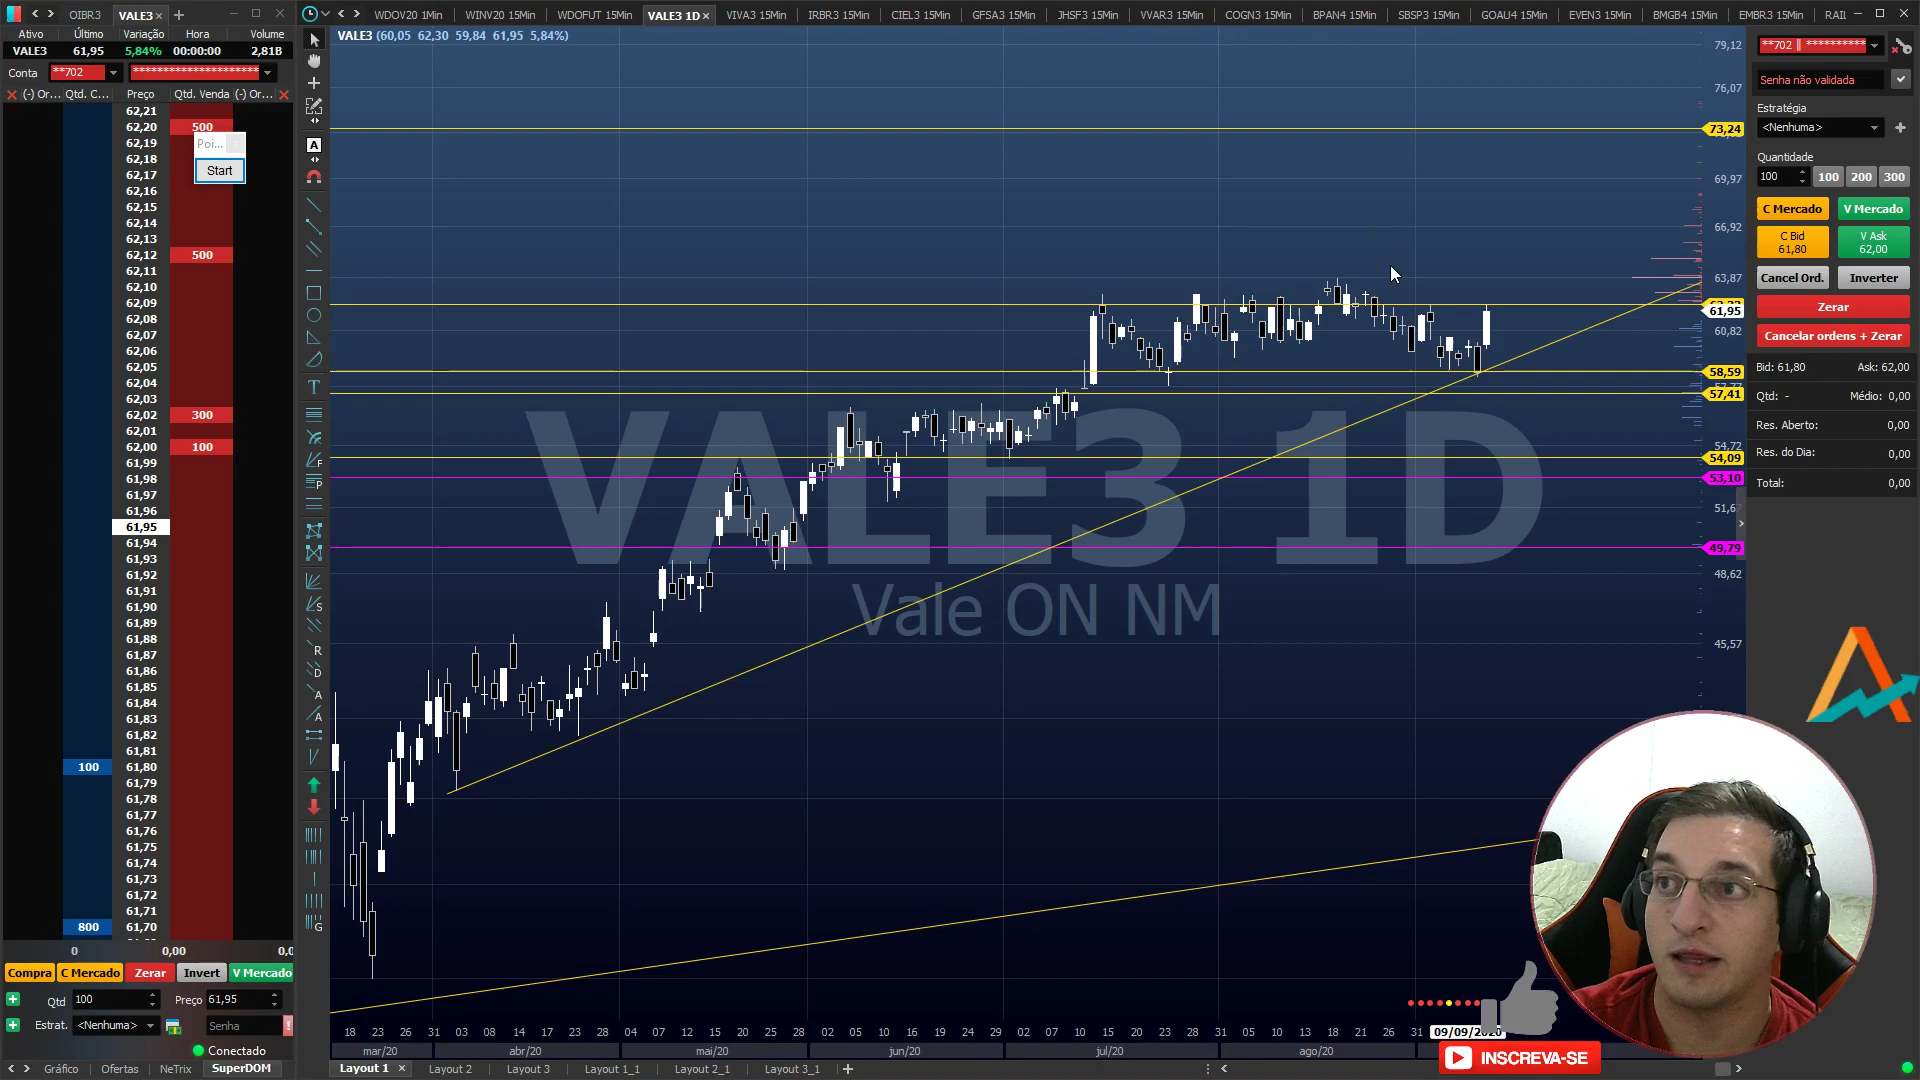 OIBR3 VALE3
Ativo Último Variação Hora Volume
VALE3 61,95 5,84% 00:00:00 2,81B
Conta **702 **********************
(-) Or... Qtd. C... Preço Qtd. Venda (-) Or...
62,21
62,20 500
62,19
62,18
62,17
62,16
62,15
62,14
62,13
62,12 500
62,11
62,10
62,09
62,08
62,07
62,06
62,05
62,04
62,03
62,02 300
62,01
62,00 100
61,99
61,98
61,97
61,96
61,95
61,94
61,93
61,92
61,91
61,90
61,89
61,88
61,87
61,86
61,85
61,84
61,83
61,82
61,81
100 61,80
61,79
61,78
61,77
61,76
61,75
61,74
61,73
61,72
61,71
800 61,70
Poi...
Start
0 0,00 0,0
Compra C Mercado Zerar Invert V Mercado
Qtd 100 Preço 61,95
Estrat. <Nenhuma> Senha
Conectado
Gráfico Ofertas NeTrix SuperDOM
WDOV20 1Min WINV20 15Min WDOFUT 15Min VALE3 1D VIVA3 15Min IRBR3 15Min CIEL3 15Min GFSA3 15Min JHSF3 15Min VVAR3 15Min COGN3 15Min BPAN4 15Min SBSP3 15Min GOAU4 15Min EVEN3 15Min BMGB4 15Min EMBR3 15Min RAIL
VALE3 (60,05 62,30 59,84 61,95 5,84%)
VALE3 1D
Vale ON NM
79,12
76,07
73,24
69,97
66,92
63,87
61,95
60,82
58,59
57,41
54,72
54,09
53,10
49,79
48,62
45,57
18 23 26 31 03 08 14 17 23 28 04 07 12 15 20 25 28 02 05 10 16 19 24 29 02 07 10 15 20 23 28 31 05 10 13 18 21 26 31 09/09/2020
mar/20 abr/20 mai/20 jun/20 jul/20 ago/20
Layout 1 Layout 2 Layout 3 Layout 1_1 Layout 2_1 Layout 3_1
INSCREVA-SE
**702 || **********
Senha não validada
Estratégia
<Nenhuma>
Quantidade
100 100 200 300
C Mercado V Mercado
C Bid V Ask
61,80 62,00
Cancel Ord. Inverter
Zerar
Cancelar ordens + Zerar
Bid: 61,80 Ask: 62,00
Qtd: - Médio: 0,00
Res. Aberto: 0,00
Res. do Dia: 0,00
Total: 0,00